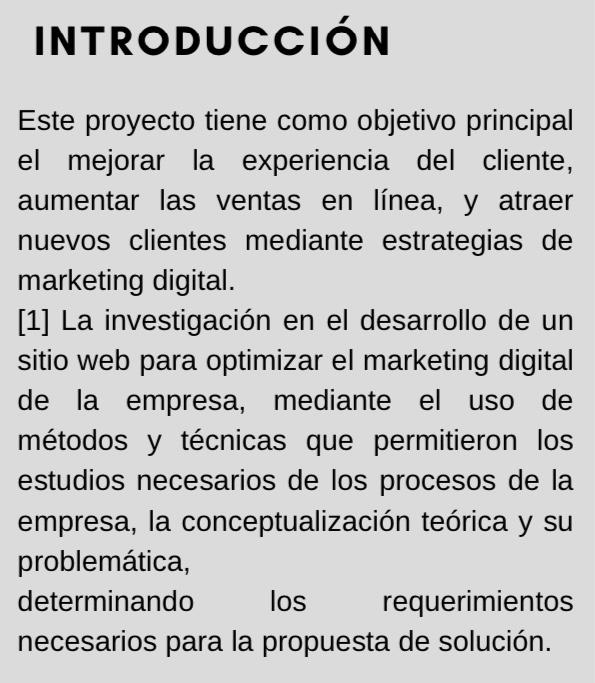 INTRODUCCIÓN
Este proyecto tiene como objetivo principal
el mejorar la experiencia del cliente,
aumentar las ventas en línea, y atraer
nuevos clientes mediante estrategias de
marketing digital.
[1] La investigación en el desarrollo de un
sitio web para optimizar el marketing digital
de la empresa, mediante el uso de
métodos y técnicas que permitieron los
estudios necesarios de los procesos de la
empresa, la conceptualización teórica y su
problemática,
determinando los requerimientos
necesarios para la propuesta de solución.